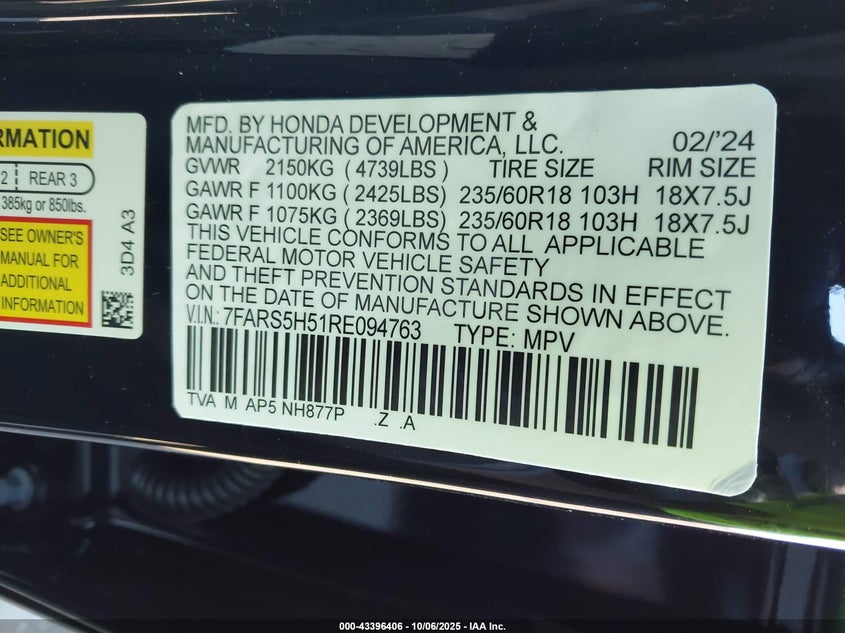 RMATION
2 REAR 3
385kg or 850lbs.
SEE OWNER'S
MANUAL FOR
ADDITIONAL
INFORMATION
3D4 A3
MFD. BY HONDA DEVELOPMENT &
MANUFACTURING OF AMERICA, LLC. 02/'24
GVWR 2150KG (4739LBS) TIRE SIZE RIM SIZE
GAWR F 1100KG (2425LBS) 235/60R18 103H 18X7.5J
GAWR F 1075KG (2369LBS) 235/60R18 103H 18X7.5J
THIS VEHICLE CONFORMS TO ALL APPLICABLE
FEDERAL MOTOR VEHICLE SAFETY
AND THEFT PREVENTION STANDARDS IN EFFECT
ON THE DATE OF MANUFACTURE SHOWN ABOVE.
V.I.N.: 7FARS5H51RE094763 TYPE: MPV
TVA M AP5 NH877P .Z .A
000-43396406 - 10/06/2025 - IAA Inc.